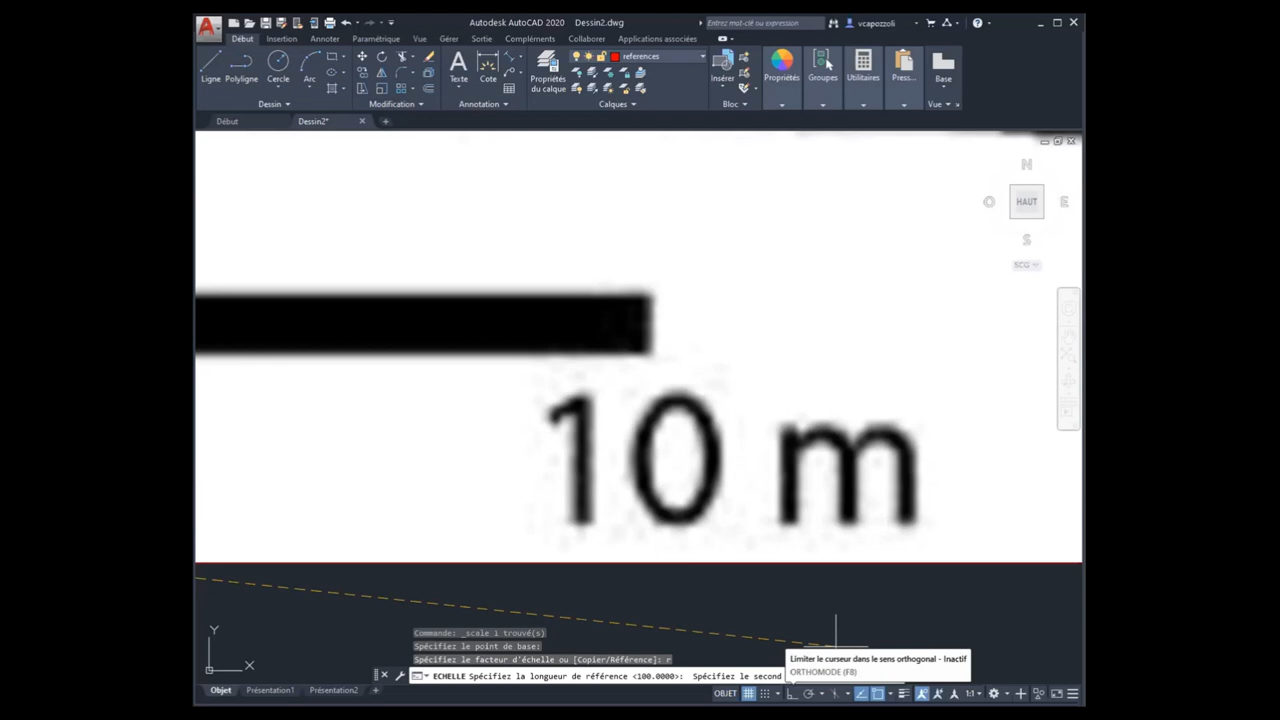 Autodesk AutoCAD 2020 Dessin2.dwg
Entrez mot-clé ou expression
vcapozzoli
Début Insertion Annoter Paramétrique Vue Gérer Sortie Compléments Collaborer Applications associées
references
Ligne Polyligne Cercle Arc
Texte Cote
Propriétés du calque
Insérer
Propriétés Groupes Utilitaires Press... Base
Dessin Modification Annotation Calques Bloc Vue
Début Dessin2*
N
O HAUT E
S
SCG
10 m
Y
X
Commande: _scale 1 trouvé(s)
Spécifiez le point de base:
Spécifiez le facteur d'échelle ou [Copier/Référence]: r
ECHELLE Spécifiez la longueur de référence <100.0000>: Spécifiez le second
Limiter le curseur dans le sens orthogonal - Inactif
ORTHOMODE (F8)
Objet Présentation1 Présentation2
OBJET
1:1